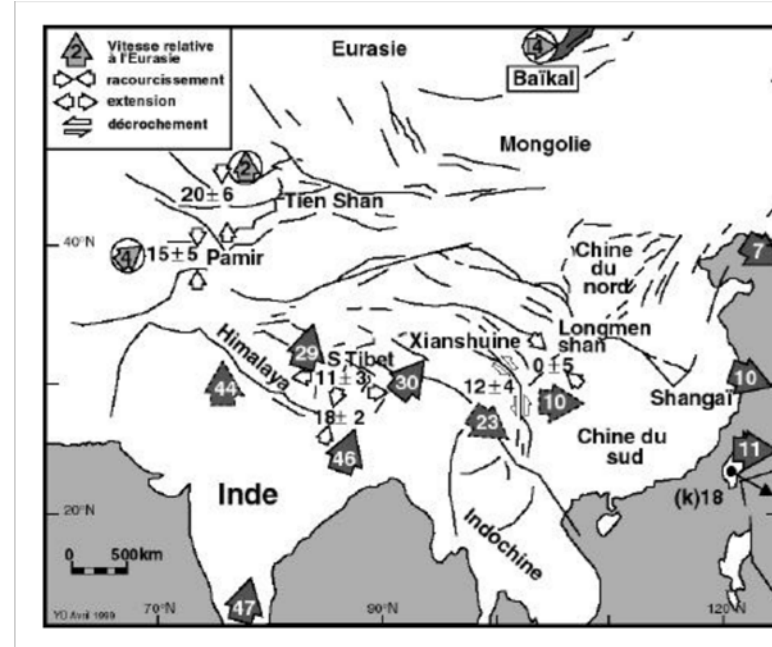 2
Vitesse relative
à l'Eurasie
racourcissement
extension
décrochement
Eurasie
4
Baïkal
Mongolie
2
20±6
Tien Shan
40°N
4
15±5
Pamir
Chine
du
nord
7
Himalaya
29
S Tibet
Xianshuine
Longmen
shan
0±5
44
11±3
30
12±4
10
10
Shangaï
18±2
23
46
Chine du
sud
11
Inde
(k)18
20°N
Indochine
0 500km
47
YO Avril 1999
70°N
90°N
120°N